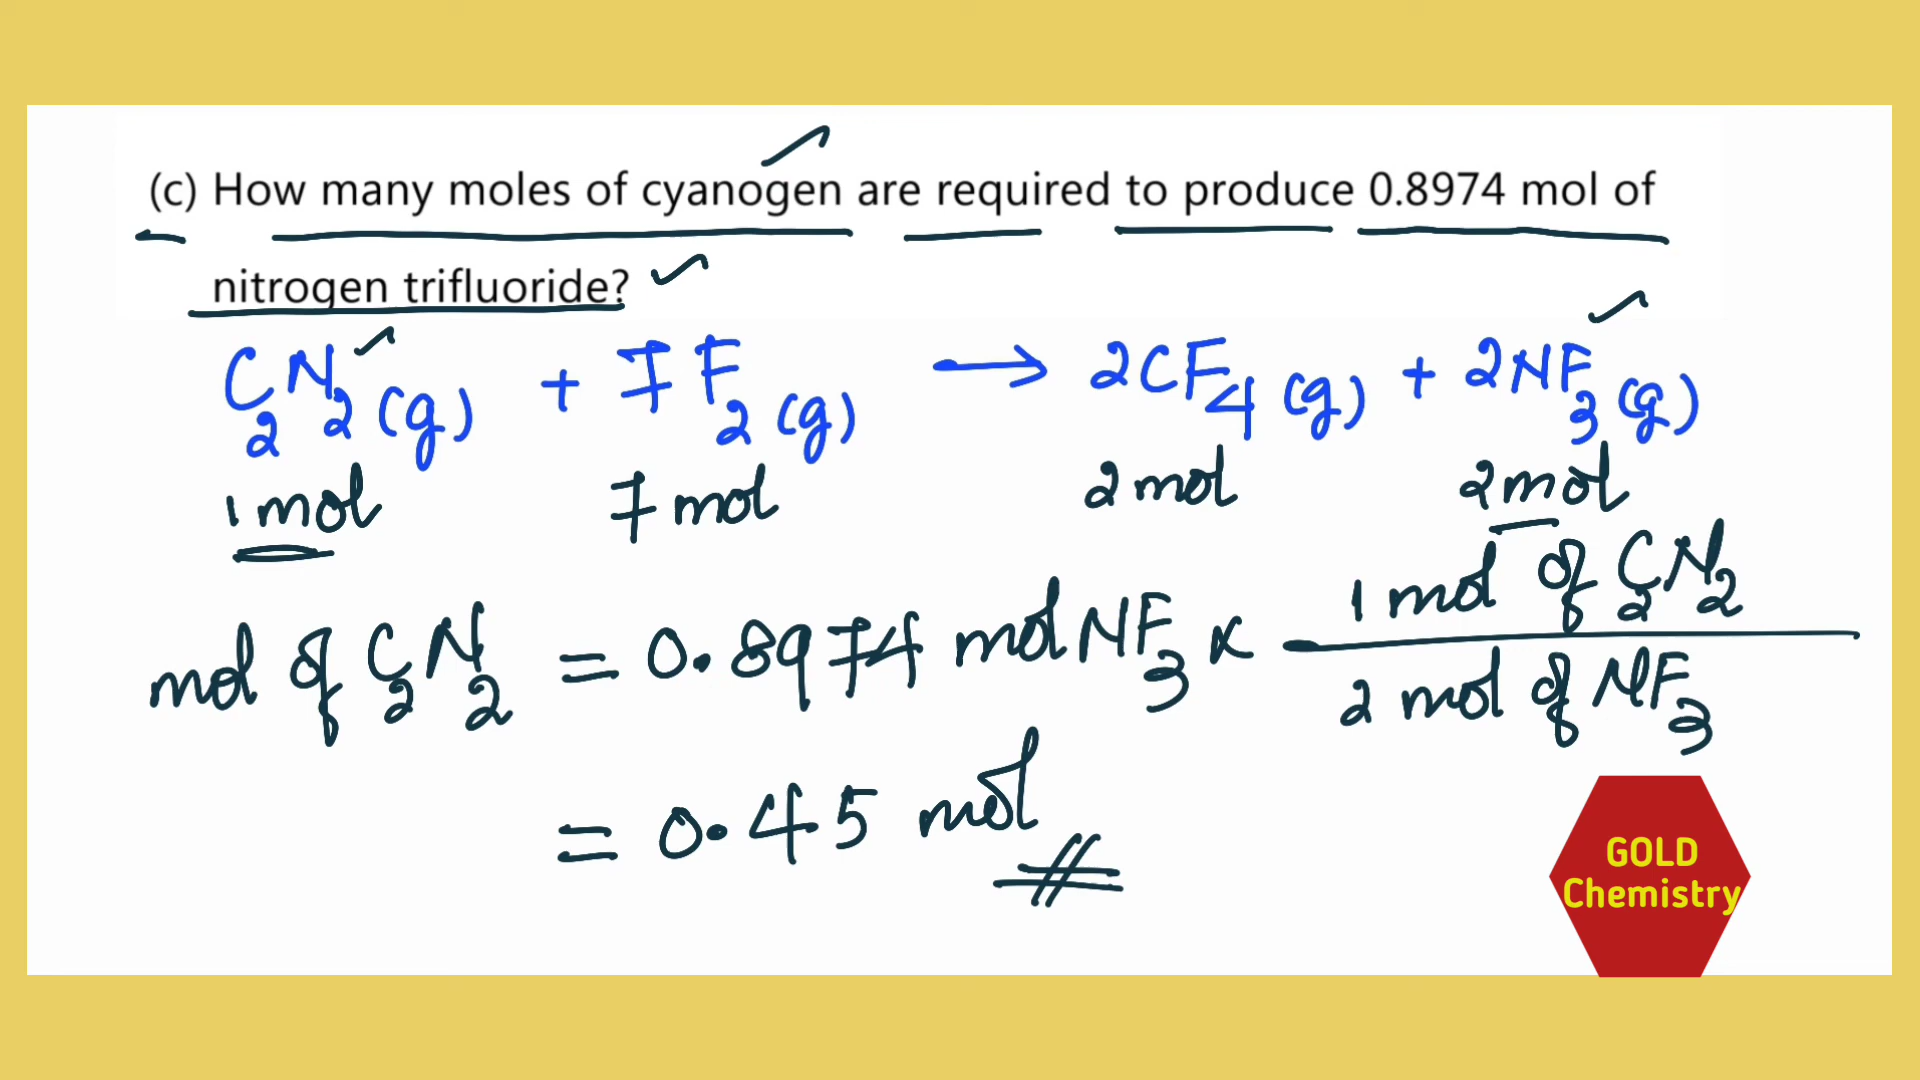 (c) How many moles of cyanogen are required to produce 0.8974 mol of
nitrogen trifluoride?
C₂N₂(g) + 7F₂(g) → 2CF₄(g) + 2NF₃(g)
1 mol 7 mol 2 mol 2 mol
mol of C₂N₂ = 0.8974 mol NF₃ × 1 mol of C₂N₂ / 2 mol of NF₃
= 0.45 mol
GOLD
Chemistry